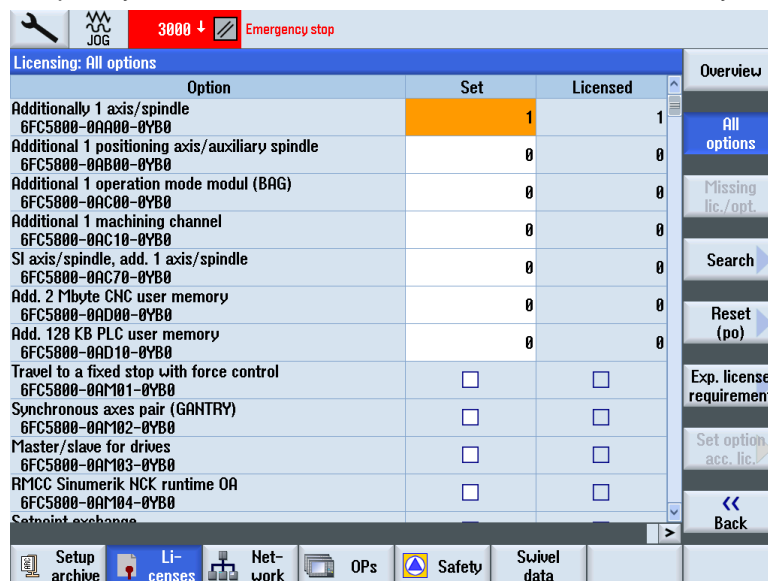 JOG
3000 Emergency stop
Licensing: All options
Option Set Licensed
Additionally 1 axis/spindle
6FC5800-0AA00-0YB0 1 1
Additional 1 positioning axis/auxiliary spindle
6FC5800-0AB00-0YB0 0 0
Additional 1 operation mode modul (BAG)
6FC5800-0AC00-0YB0 0 0
Additional 1 machining channel
6FC5800-0AC10-0YB0 0 0
SI axis/spindle, add. 1 axis/spindle
6FC5800-0AC70-0YB0 0 0
Add. 2 Mbyte CNC user memory
6FC5800-0AD00-0YB0 0 0
Add. 128 KB PLC user memory
6FC5800-0AD10-0YB0 0 0
Travel to a fixed stop with force control
6FC5800-0AM01-0YB0
Synchronous axes pair (GANTRY)
6FC5800-0AM02-0YB0
Master/slave for drives
6FC5800-0AM03-0YB0
RMCC Sinumerik NCK runtime OA
6FC5800-0AM04-0YB0
Setpoint exchange
Overview
All
options
Missing
lic./opt.
Search
Reset
(po)
Exp. license
requirement
Set option
acc. lic.
<<
Back
Setup
archive
Li-
censes
Net-
work
OPs
Safety
Swivel
data